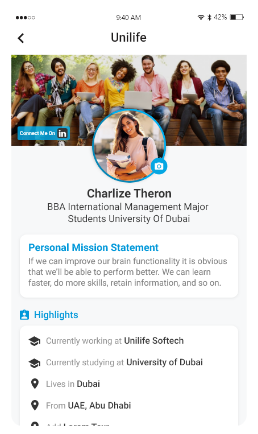 9:40 AM 42%
Unilife
Connect Me On in
Charlize Theron
BBA International Management Major
Students University Of Dubai
Personal Mission Statement
If we can improve our brain functionality it is obvious
that we'll be able to perform better. We can learn
faster, do more skills, retain information, and so on.
Highlights
Currently working at Unilife Softech
Currently studying at University of Dubai
Lives in Dubai
From UAE, Abu Dhabi